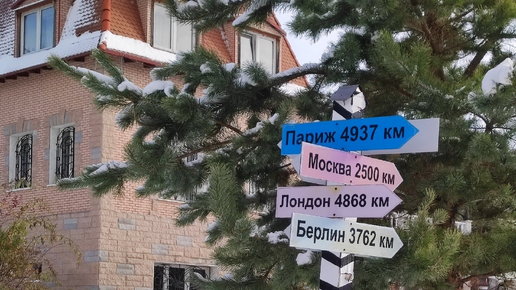 Париж 4937 км
Москва 2500 км
Лондон 4868 км
Берлин 3762 км